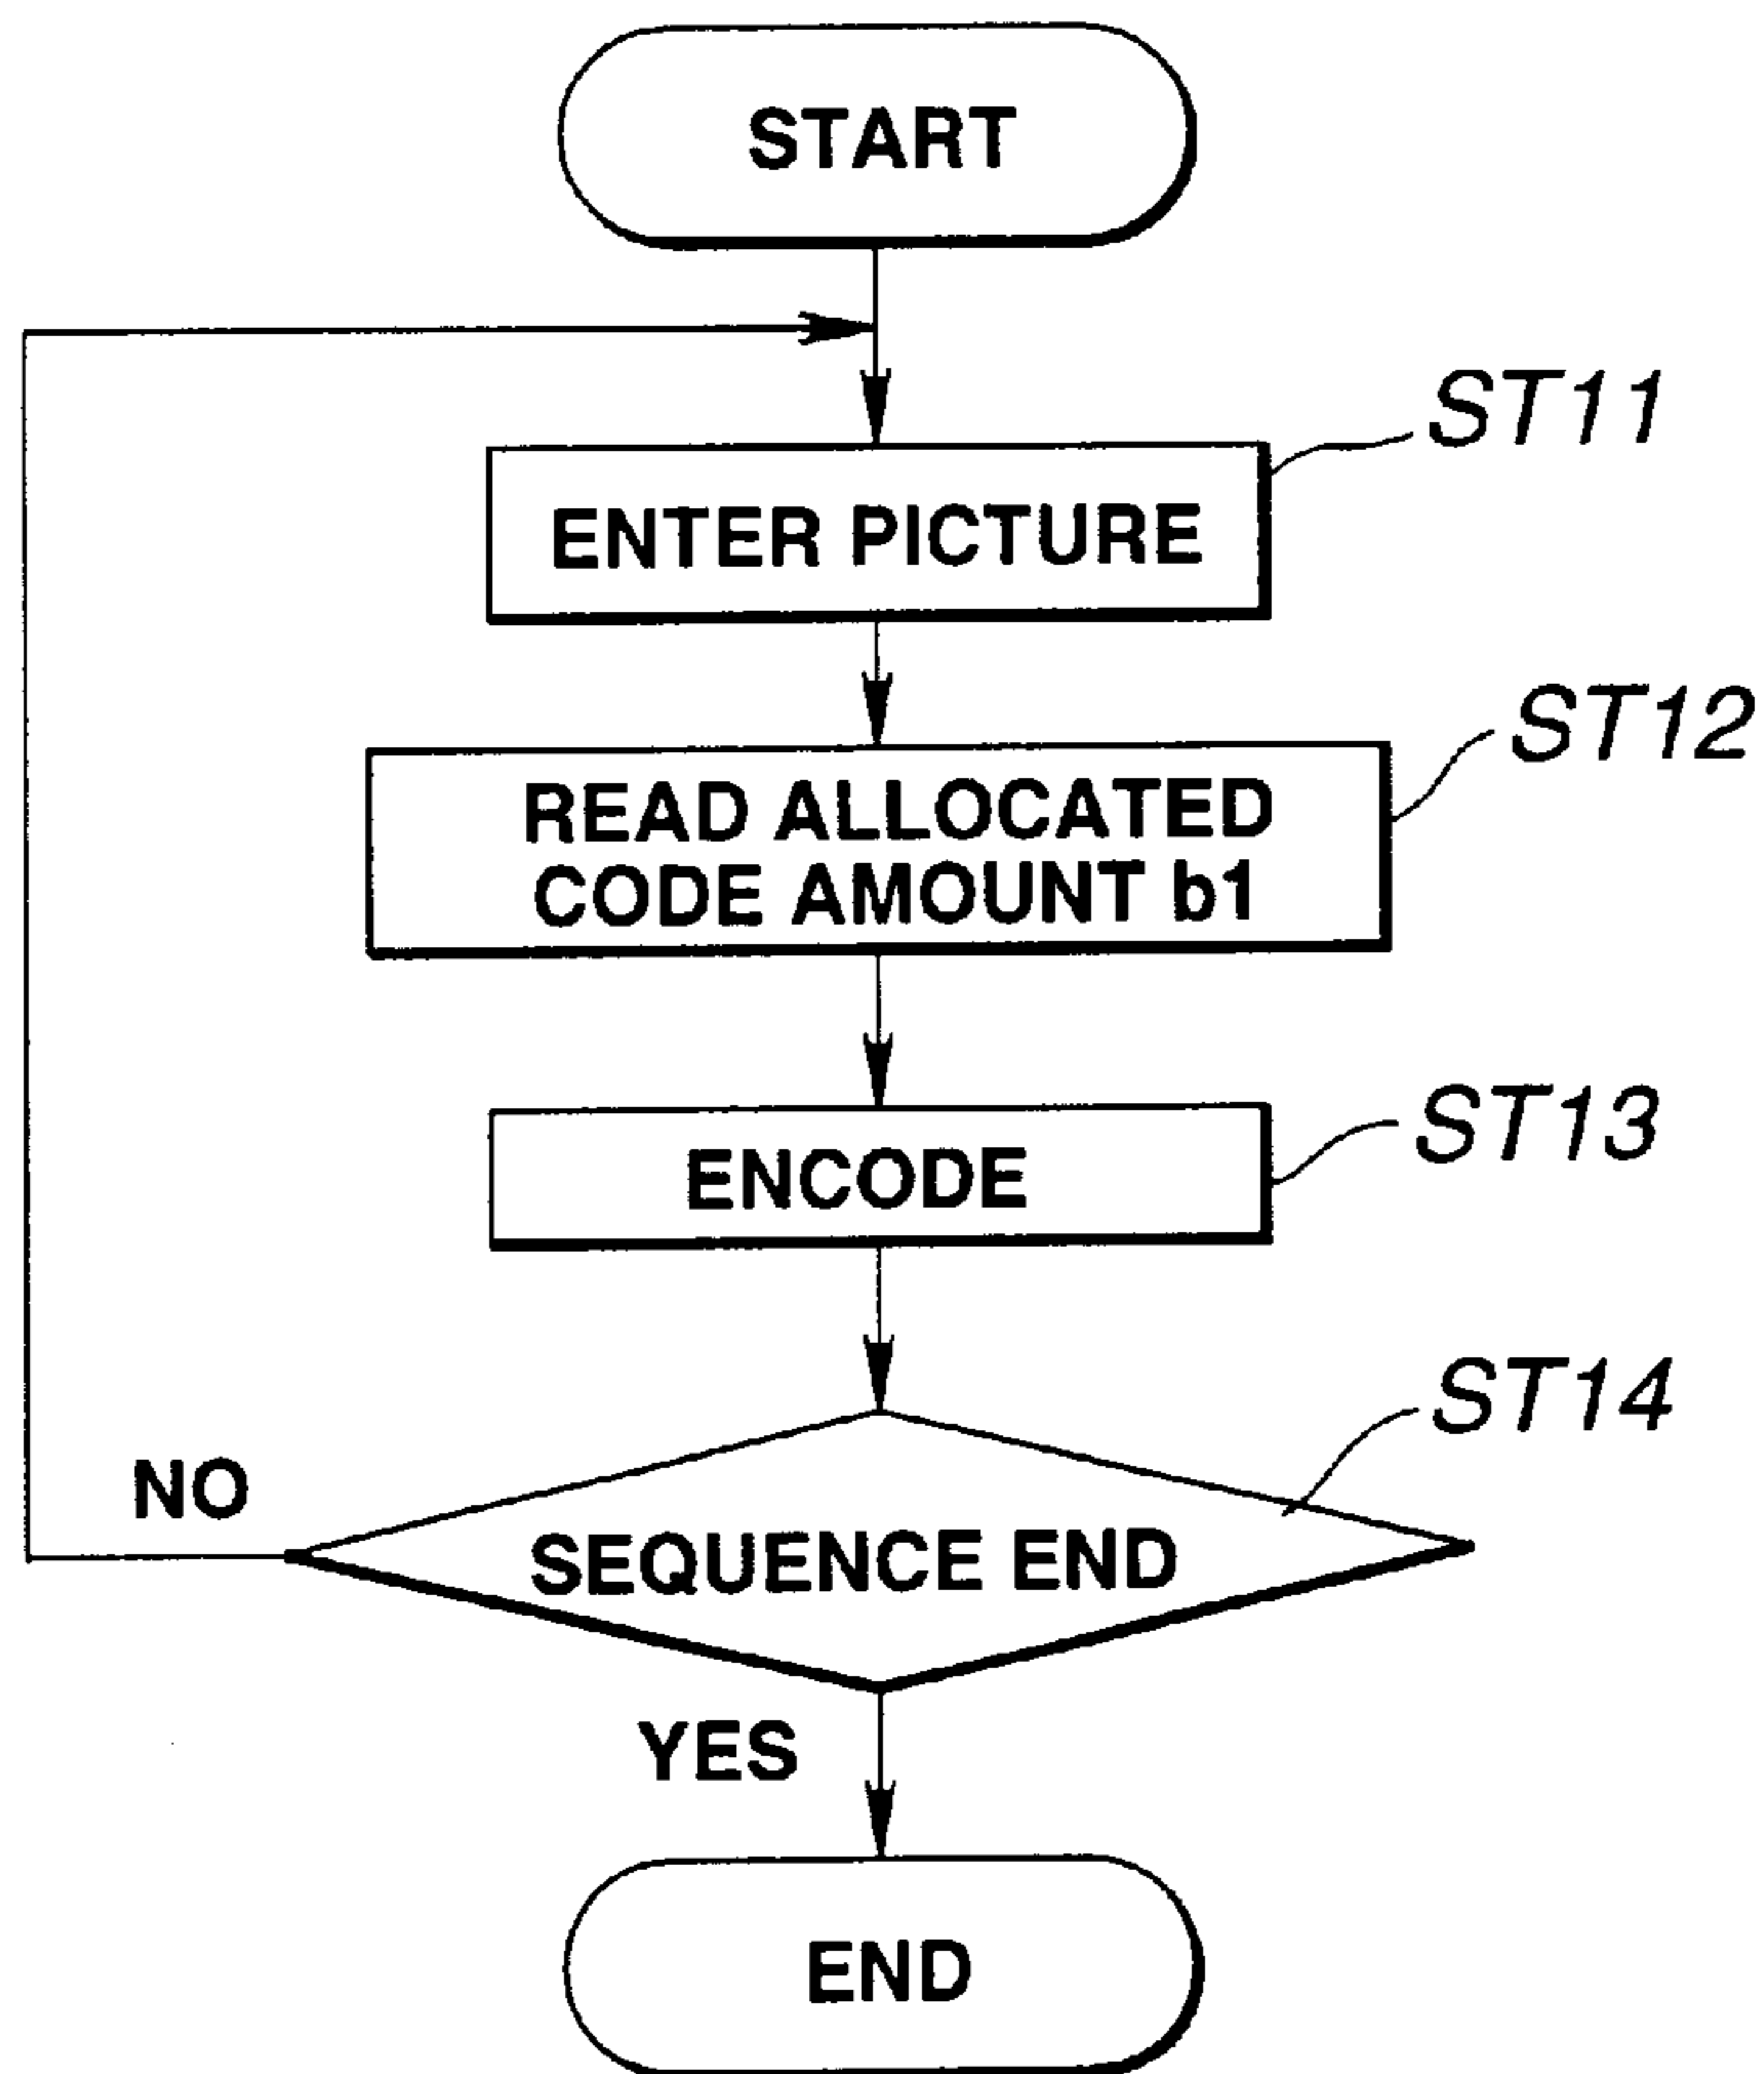 START
ST11
ENTER PICTURE
ST12
READ ALLOCATED
CODE AMOUNT b1
ST13
ENCODE
ST14
NO
SEQUENCE END
YES
END